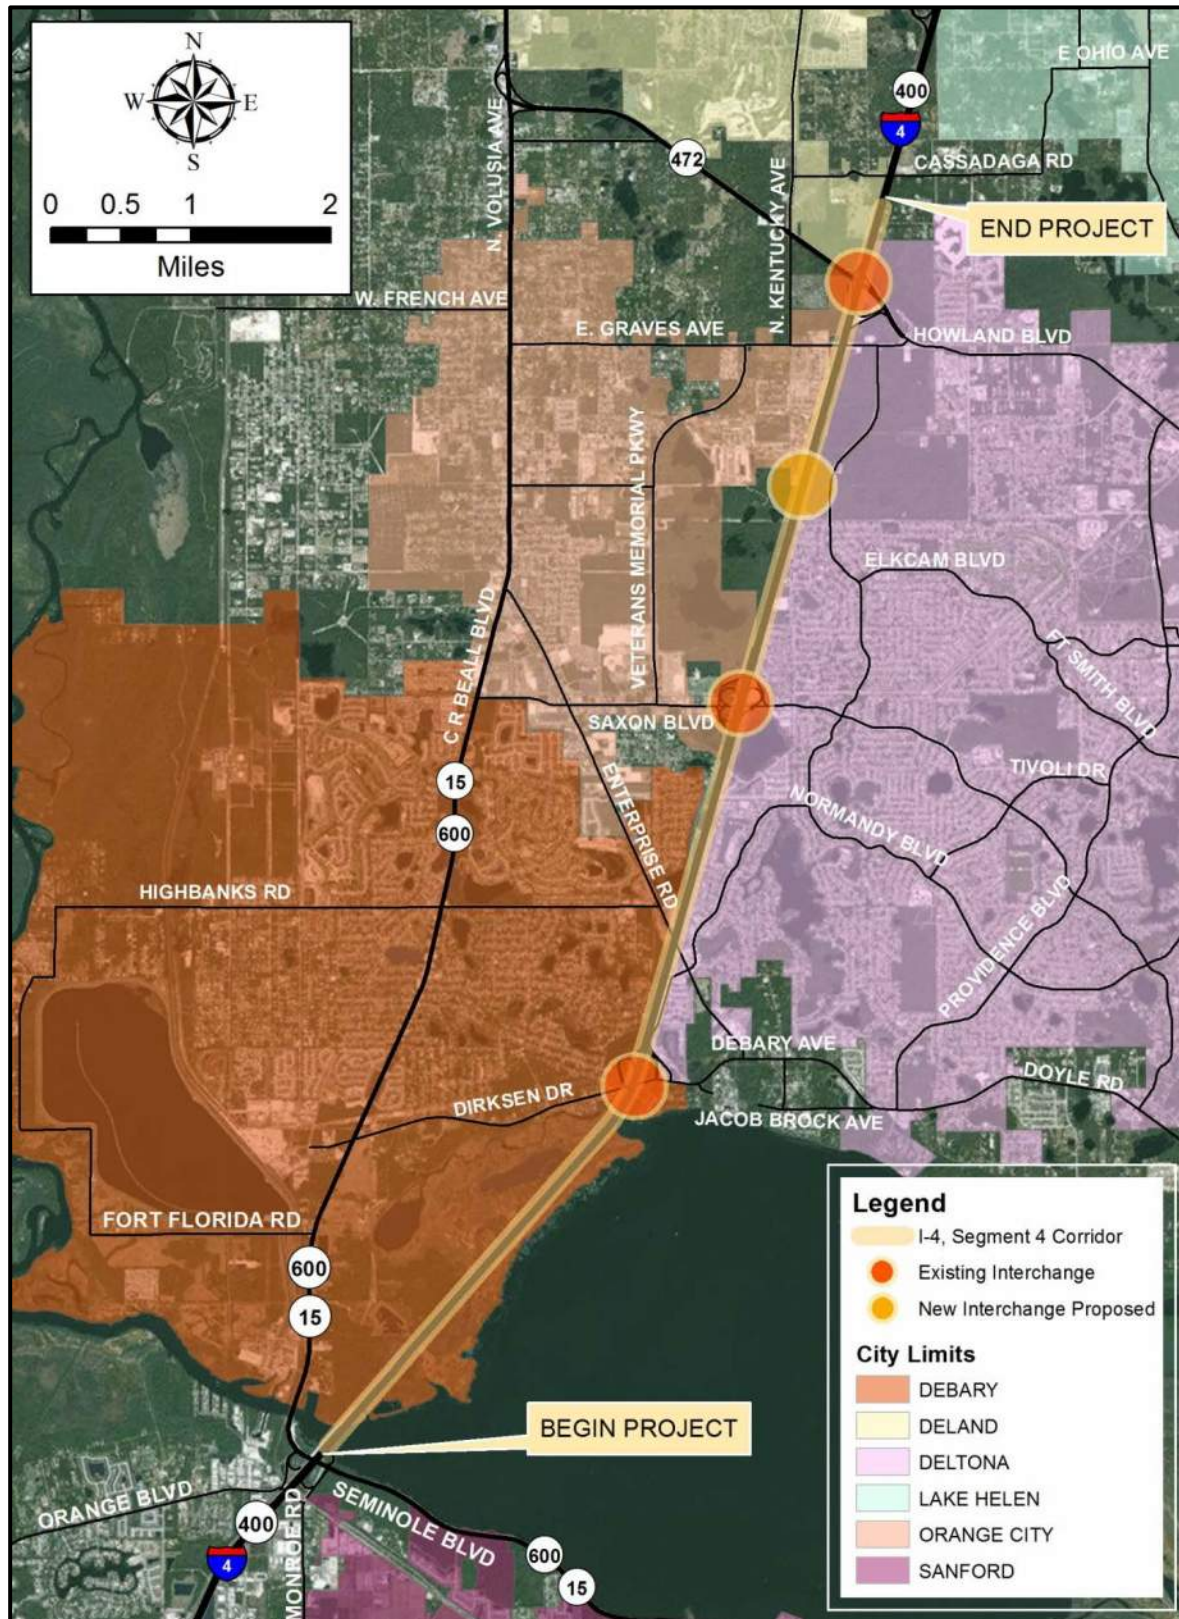 N
W E
S
0 0.5 1 2
Miles
E OHIO AVE
400
4
N. VOLUSIA AVE
472
CASSADAGA RD
N. KENTUCKY AVE
END PROJECT
W. FRENCH AVE
E. GRAVES AVE
HOWLAND BLVD
VETERANS MEMORIAL PKWY
ELKCAM BLVD
C R BEALL BLVD
FT SMITH BLVD
SAXON BLVD
15
600
ENTERPRISE RD
TIVOLI DR
NORMANDY BLVD
HIGHBANKS RD
PROVIDENCE BLVD
DEBARY AVE
DIRKSEN DR
DOYLE RD
JACOB BROCK AVE
FORT FLORIDA RD
600
15
BEGIN PROJECT
ORANGE BLVD
400
4
MONROE RD
SEMINOLE BLVD
600
15
Legend
I-4, Segment 4 Corridor
Existing Interchange
New Interchange Proposed
City Limits
DEBARY
DELAND
DELTONA
LAKE HELEN
ORANGE CITY
SANFORD